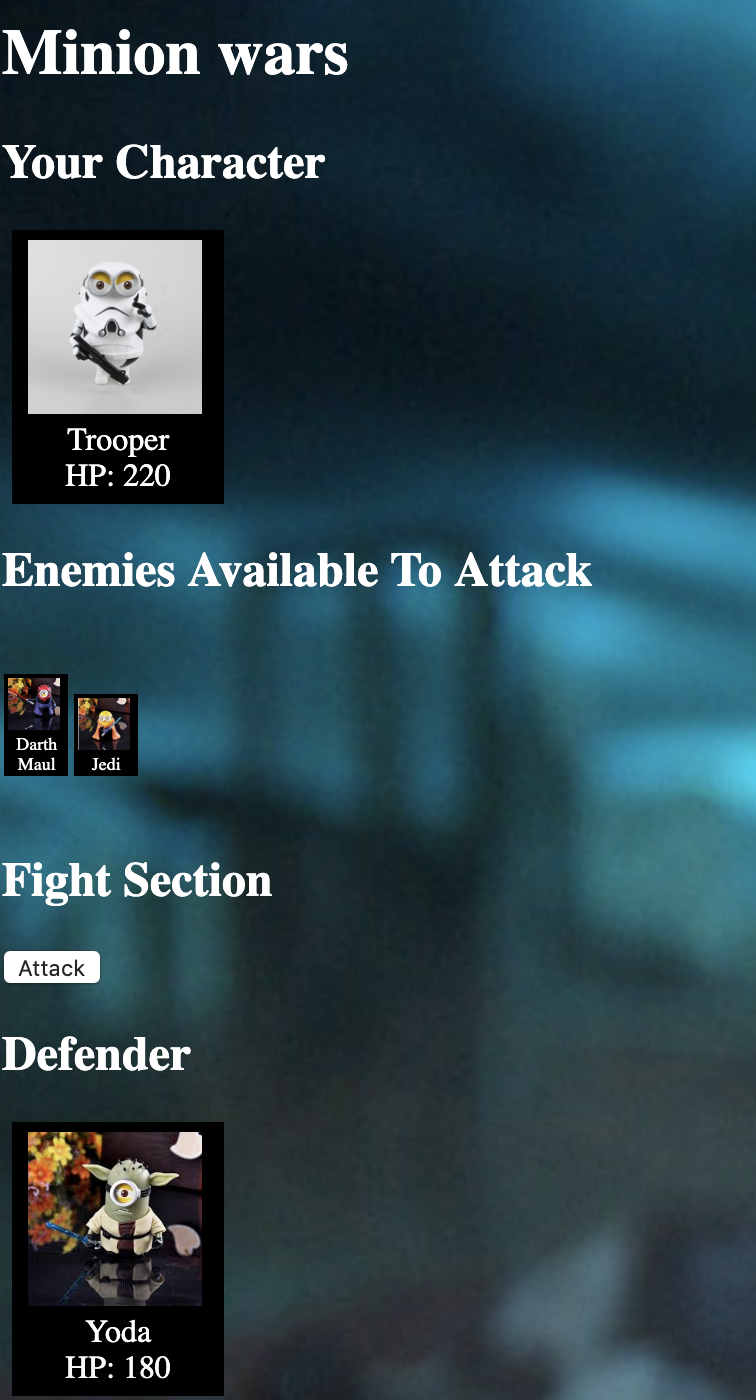 Minion wars
Your Character
Trooper
HP: 220
Enemies Available To Attack
Darth
Maul
Jedi
Fight Section
Attack
Defender
Yoda
HP: 180